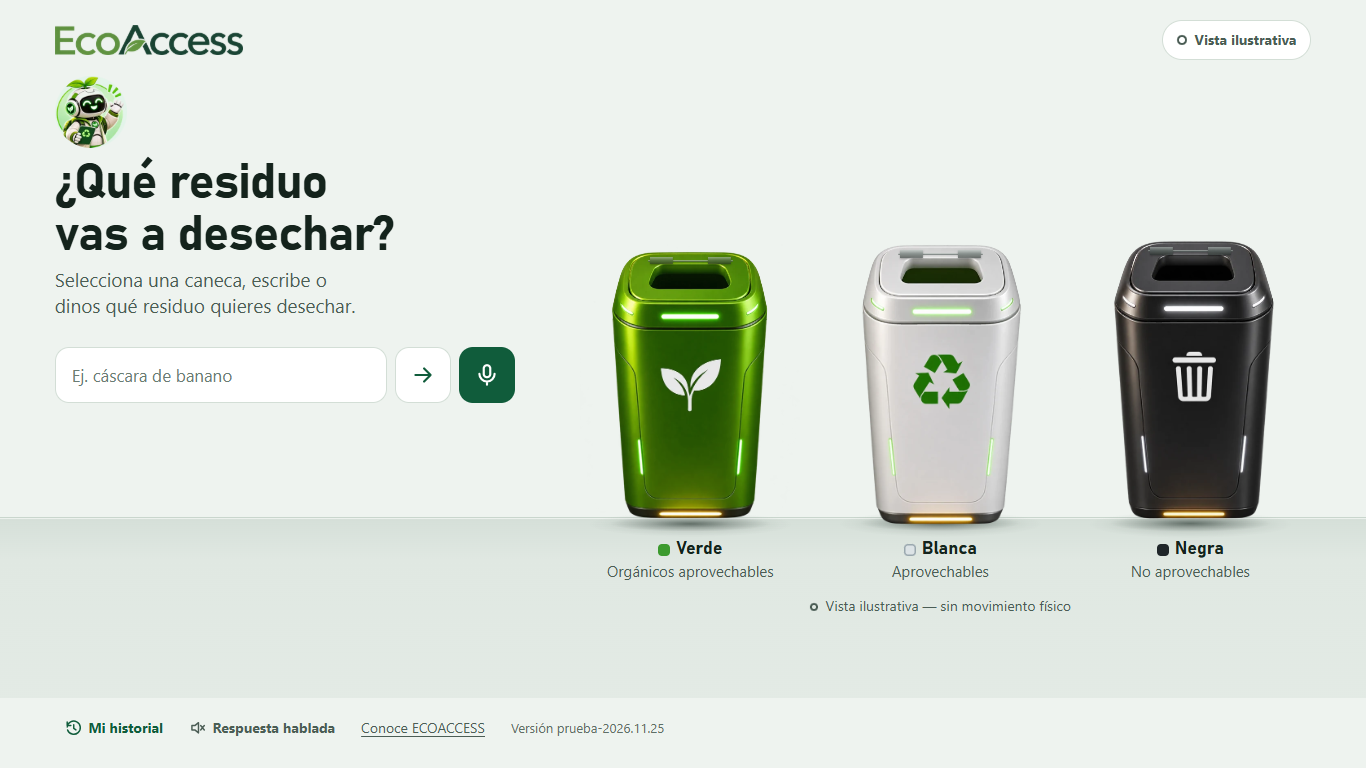 EcoAccess
Vista ilustrativa
¿Qué residuo
vas a desechar?
Selecciona una caneca, escribe o
dinos qué residuo quieres desechar.
Ej. cáscara de banano
Verde
Orgánicos aprovechables
Blanca
Aprovechables
Negra
No aprovechables
Vista ilustrativa — sin movimiento físico
Mi historial
Respuesta hablada
Conoce ECOACCESS
Versión prueba-2026.11.25